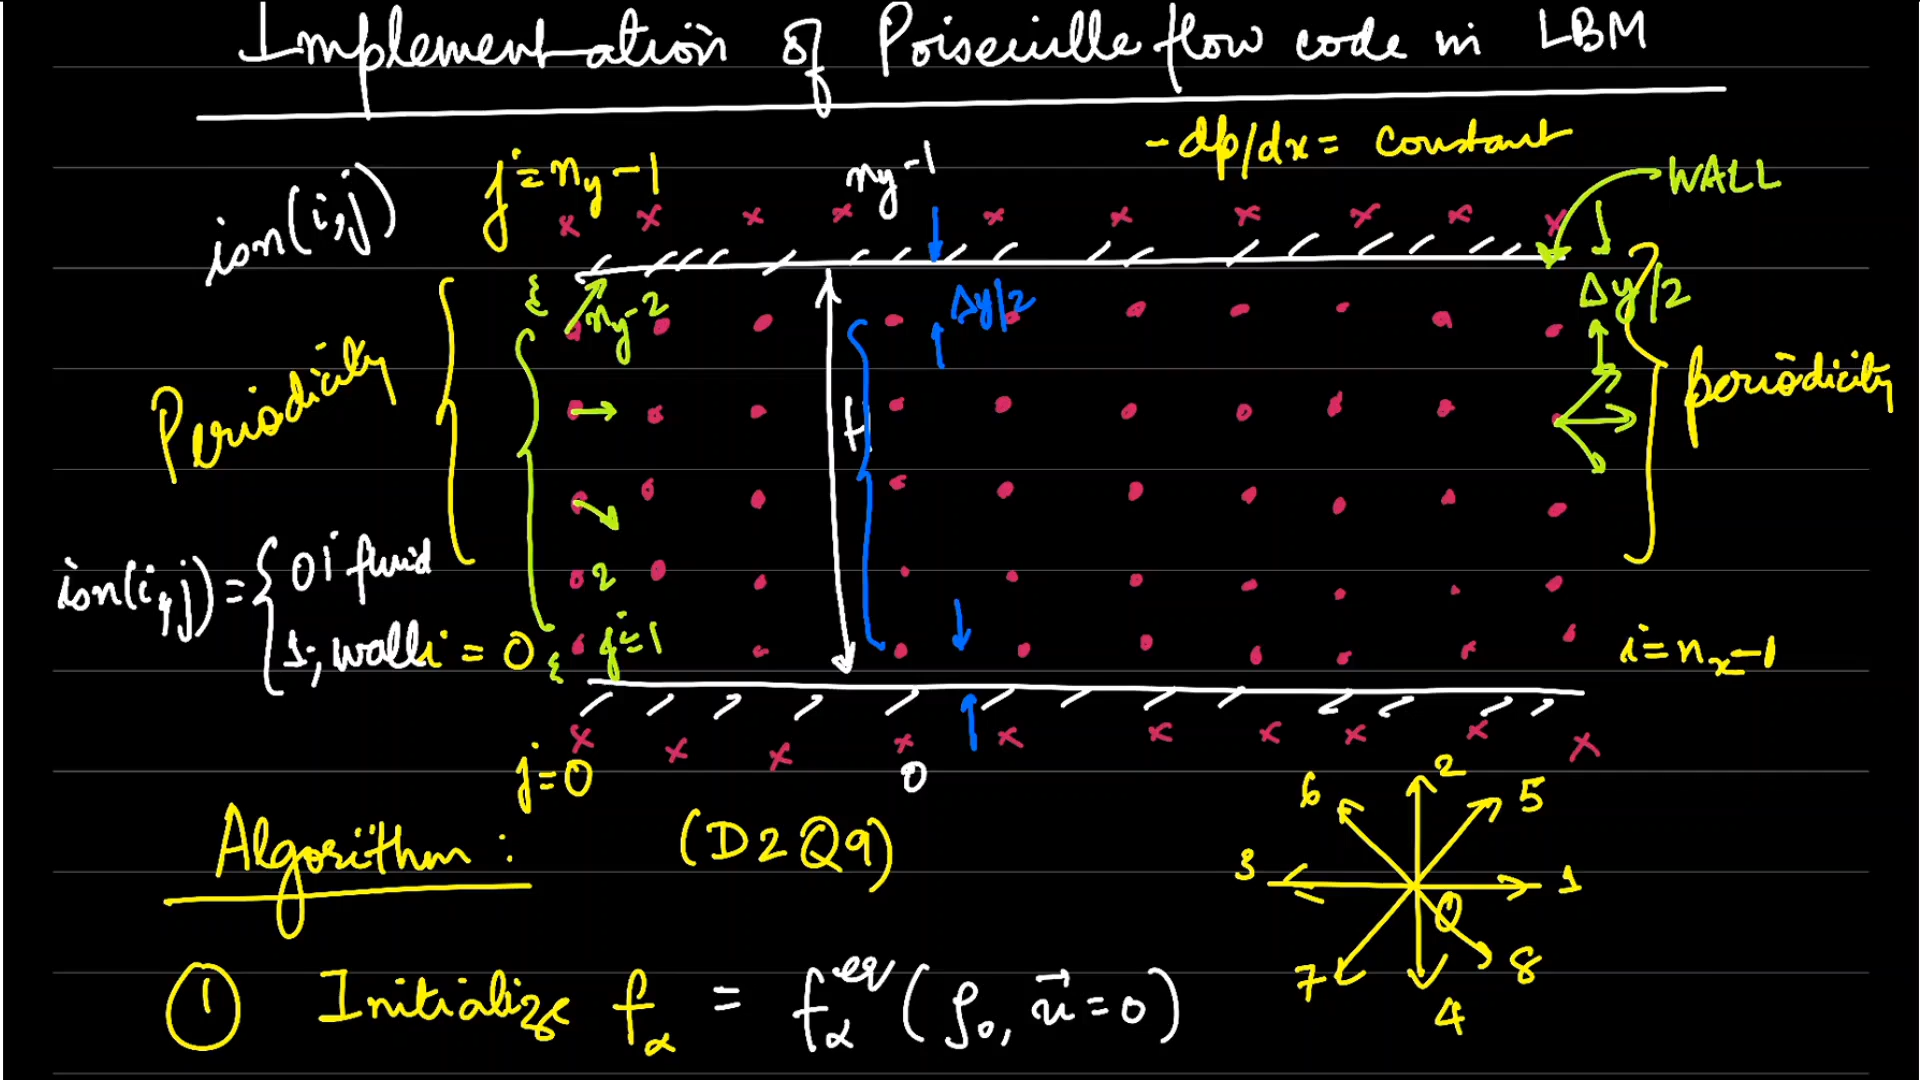 Implementation of Poiseuille flow code in LBM
-dp/dx = constant
j = ny-1
ny-1
WALL
ion(i,j)
Δy/2
Δy/2
ny-2
H
Periodicity
periodicity
ion(i,j) = { 0; fluid
1; wall
2
i = 0
j=1
i = nx-1
j=0
0
Algorithm :
(D2Q9)
6 2 5
3 0 1
7 4 8
① Initialize fα = fα^eq (ρ0, u⃗ = 0)